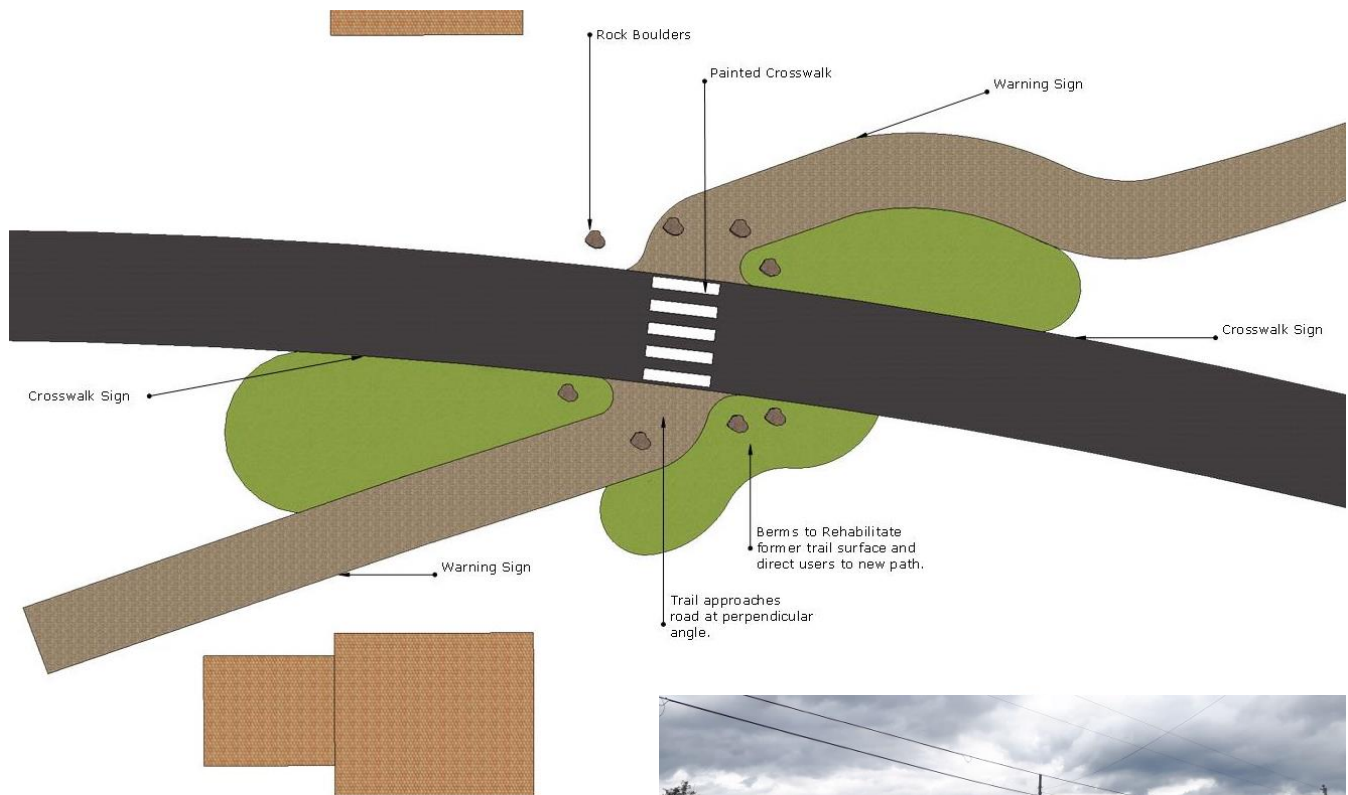 Rock Boulders
Painted Crosswalk
Warning Sign
Crosswalk Sign
Crosswalk Sign
Berms to Rehabilitate
former trail surface and
direct users to new path.
Warning Sign
Trail approaches
road at perpendicular
angle.